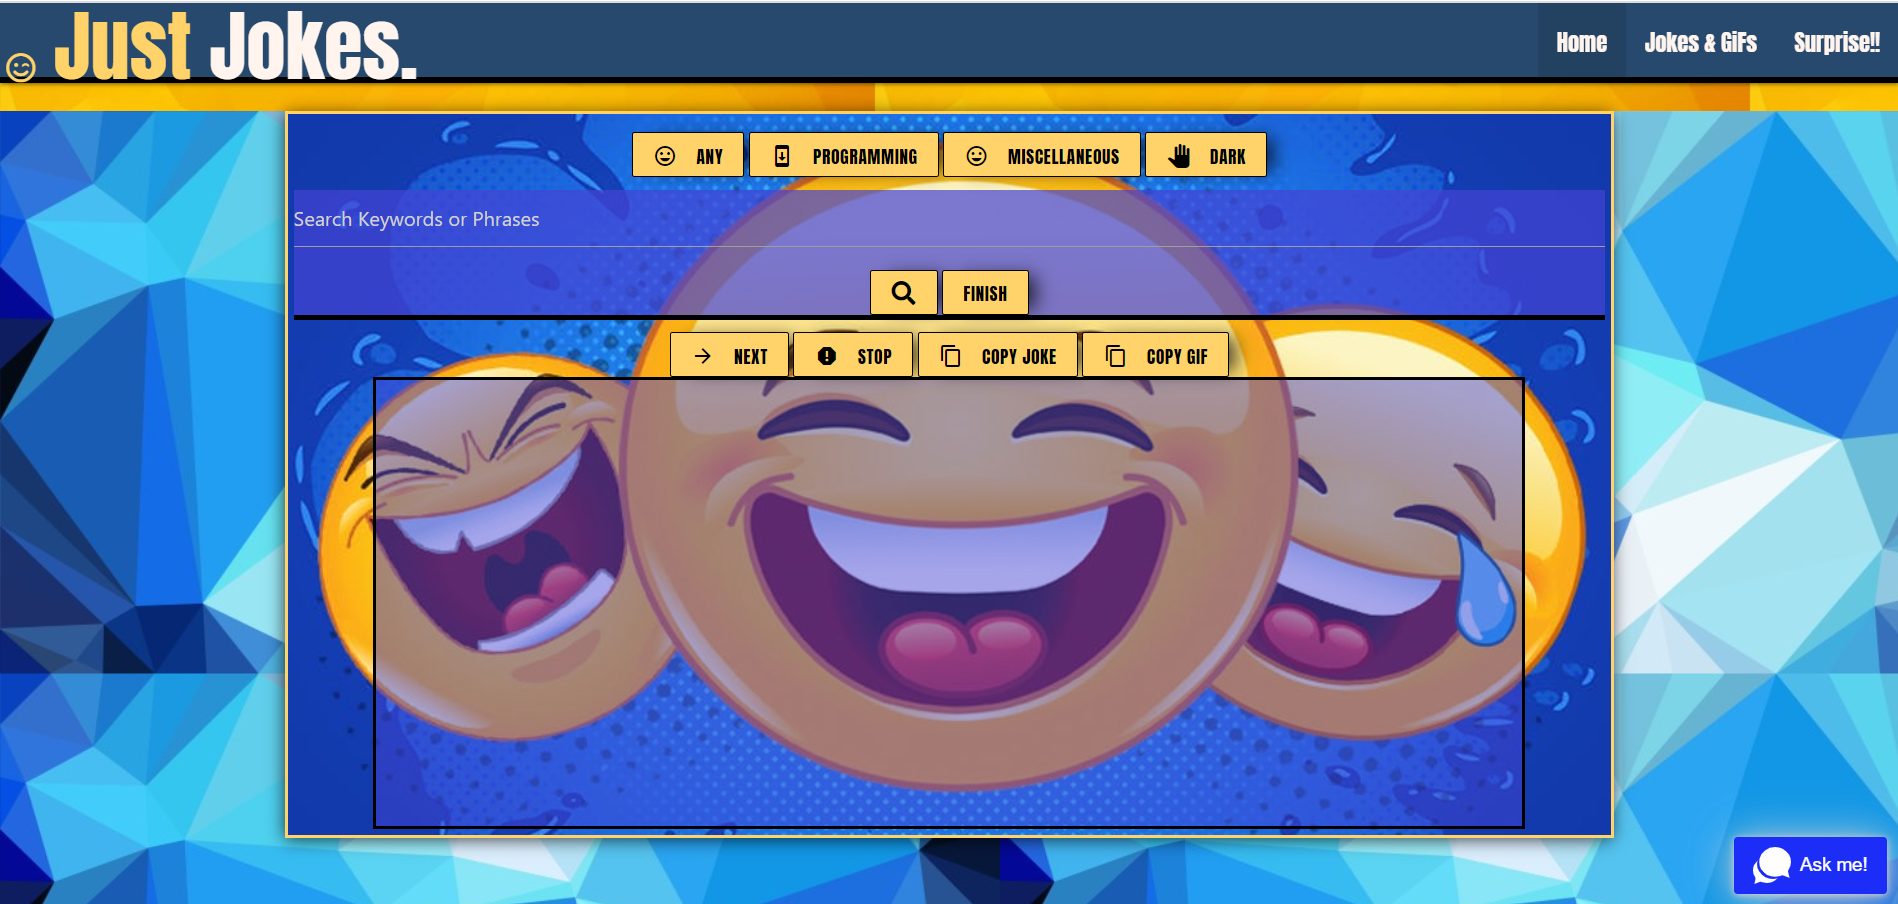 Just Jokes.
Home
Jokes & GiFs
Surprise!!
ANY
PROGRAMMING
MISCELLANEOUS
DARK
Search Keywords or Phrases
FINISH
NEXT
STOP
COPY JOKE
COPY GIF
Ask me!